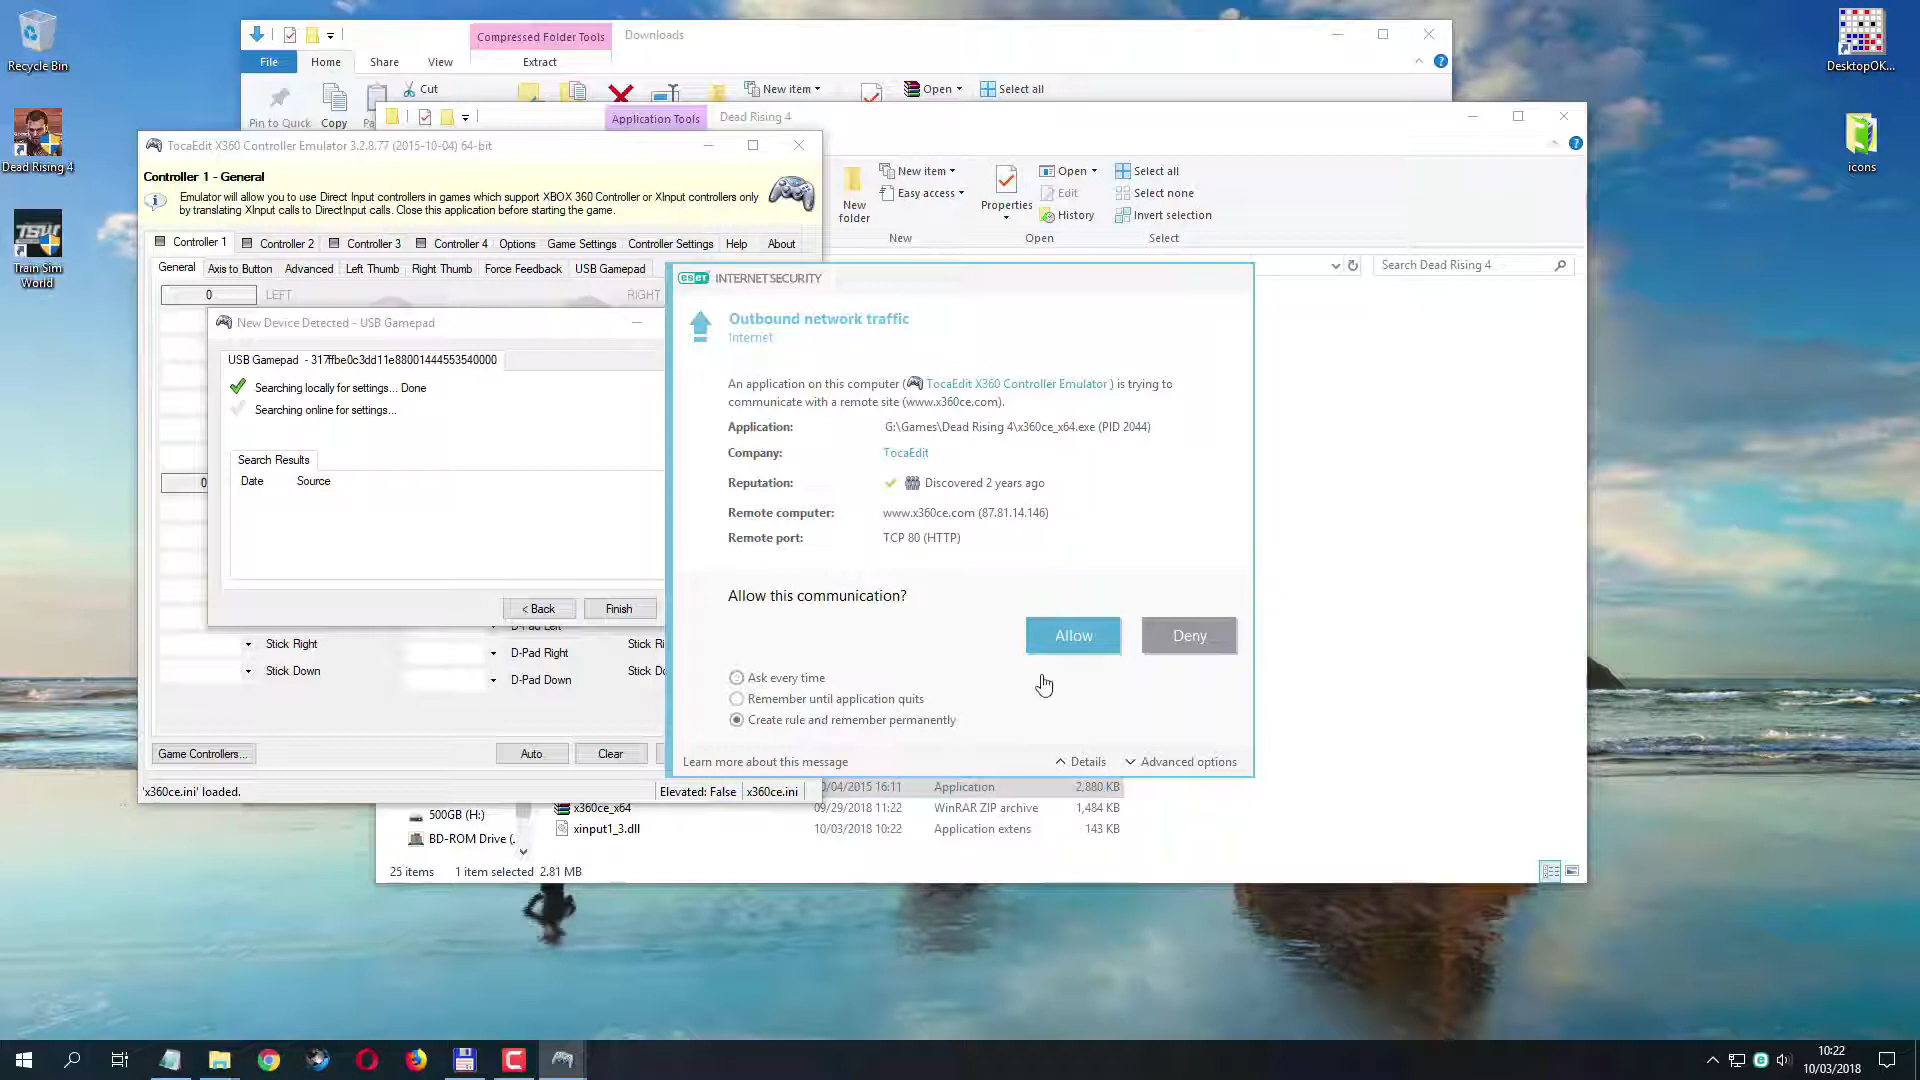 Recycle Bin
Dead Rising 4
Train Sim
World
DesktopOK...
icons
Compressed Folder Tools
Downloads
File
Home
Share
View
Extract
Pin to Quick
Copy
Cut
New item
Open
Select all
Application Tools
Dead Rising 4
New
folder
New item
Easy access
New
Properties
Open
Edit
History
Open
Select all
Select none
Invert selection
Select
Search Dead Rising 4
TocaEdit X360 Controller Emulator 3.2.8.77 (2015-10-04) 64-bit
Controller 1 - General
Emulator will allow you to use Direct Input controllers in games which support XBOX 360 Controller or XInput controllers only
by translating XInput calls to DirectInput calls. Close this application before starting the game.
Controller 1
Controller 2
Controller 3
Controller 4
Options
Game Settings
Controller Settings
Help
About
General
Axis to Button
Advanced
Left Thumb
Right Thumb
Force Feedback
USB Gamepad
0
LEFT
RIGHT
New Device Detected - USB Gamepad
USB Gamepad - 317ffbe0c3dd11e88001444553540000
Searching locally for settings... Done
Searching online for settings...
Search Results
Date
Source
0
< Back
Finish
D-Pad Left
Stick Right
D-Pad Right
Stick Ri
Stick Down
D-Pad Down
Stick Do
Game Controllers...
Auto
Clear
'x360ce.ini' loaded.
Elevated: False
x360ce.ini
eset INTERNET SECURITY
Outbound network traffic
Internet
An application on this computer ( TocaEdit X360 Controller Emulator ) is trying to
communicate with a remote site (www.x360ce.com).
Application: G:\Games\Dead Rising 4\x360ce_x64.exe (PID 2044)
Company: TocaEdit
Reputation: Discovered 2 years ago
Remote computer: www.x360ce.com (87.81.14.146)
Remote port: TCP 80 (HTTP)
Allow this communication?
Allow
Deny
Ask every time
Remember until application quits
Create rule and remember permanently
Learn more about this message
Details
Advanced options
0/04/2015 16:11 Application 2,880 KB
500GB (H:)
x360ce_x64 09/29/2018 11:22 WinRAR ZIP archive 1,484 KB
BD-ROM Drive (.
xinput1_3.dll 10/03/2018 10:22 Application extens 143 KB
25 items 1 item selected 2.81 MB
10:22
10/03/2018